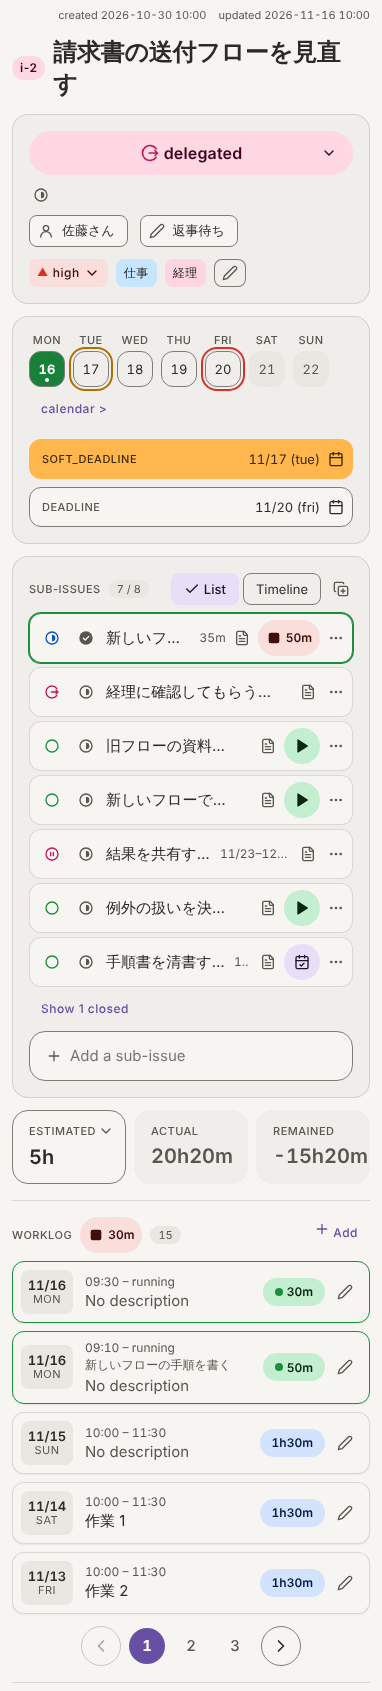 created 2026-10-30 10:00 updated 2026-11-16 10:00
i-2 請求書の送付フローを見直
す
delegated
佐藤さん 返事待ち
high 仕事 経理
MON TUE WED THU FRI SAT SUN
16 17 18 19 20 21 22
calendar >
SOFT_DEADLINE 11/17 (tue)
DEADLINE 11/20 (fri)
SUB-ISSUES 7 / 8 List Timeline
新しいフ... 35m 50m
経理に確認してもらう...
旧フローの資料...
新しいフローで...
結果を共有す... 11/23–12...
例外の扱いを決...
手順書を清書す... 1..
Show 1 closed
+ Add a sub-issue
ESTIMATED ACTUAL REMAINED
5h 20h20m -15h20m
WORKLOG 30m 15 + Add
11/16 MON 09:30 – running
No description 30m
11/16 MON 09:10 – running
新しいフローの手順を書く
No description 50m
11/15 SUN 10:00 – 11:30
No description 1h30m
11/14 SAT 10:00 – 11:30
作業 1 1h30m
11/13 FRI 10:00 – 11:30
作業 2 1h30m
< 1 2 3 >